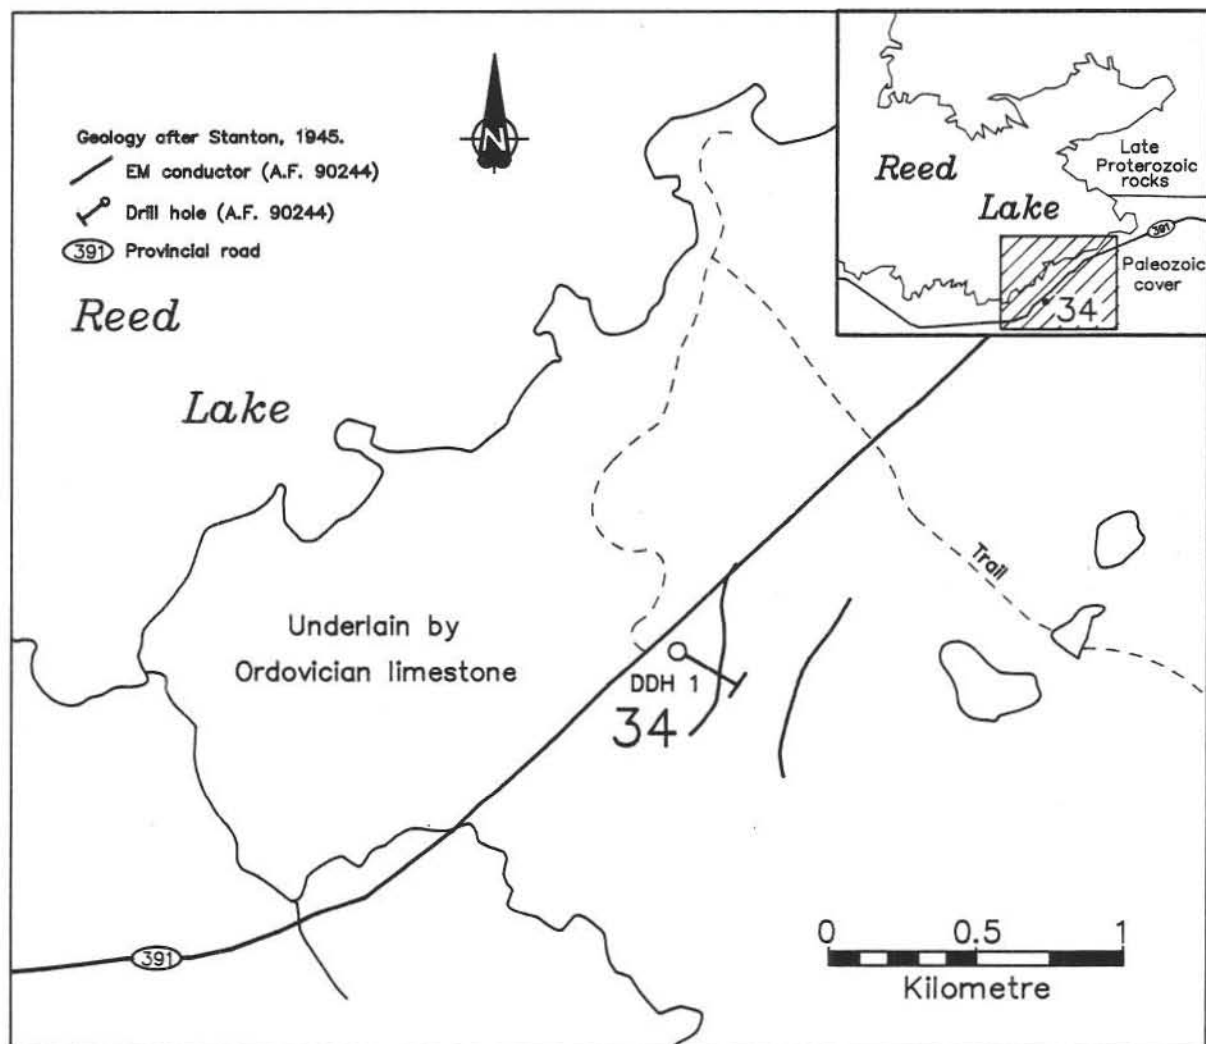 Geology after Stanton, 1945.
EM conductor (A.F. 90244)
Drill hole (A.F. 90244)
391 Provincial road
N
Reed
Lake
Reed
Lake
Late
Proterozoic
rocks
391
Paleozoic
cover
34
Trail
Underlain by
Ordovician limestone
DDH 1
34
391
0 0.5 1
Kilometre